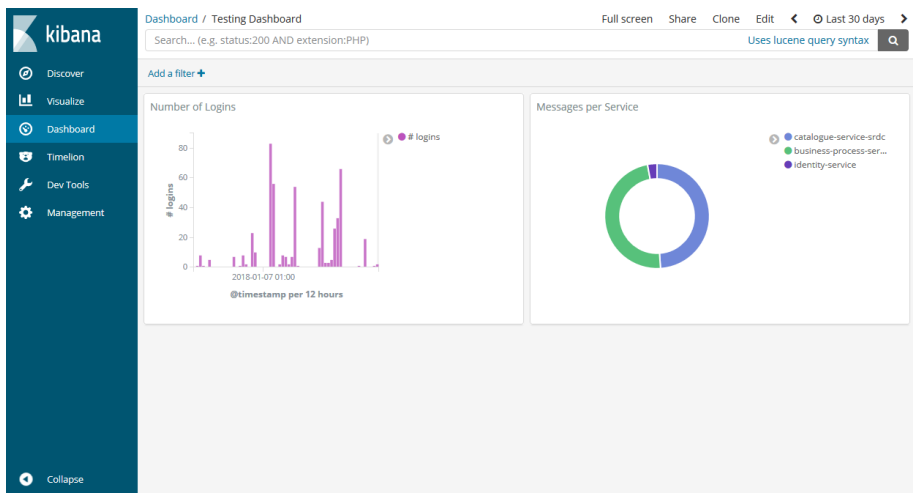 kibana
Discover
Visualize
Dashboard
Timelion
Dev Tools
Management
Collapse
Dashboard / Testing Dashboard
Full screen Share Clone Edit Last 30 days
Search... (e.g. status:200 AND extension:PHP)
Uses lucene query syntax
Add a filter +
Number of Logins
# logins
80
60
40
20
0
# logins
2018-01-07 01:00
@timestamp per 12 hours
Messages per Service
catalogue-service-srdc
business-process-ser...
identity-service